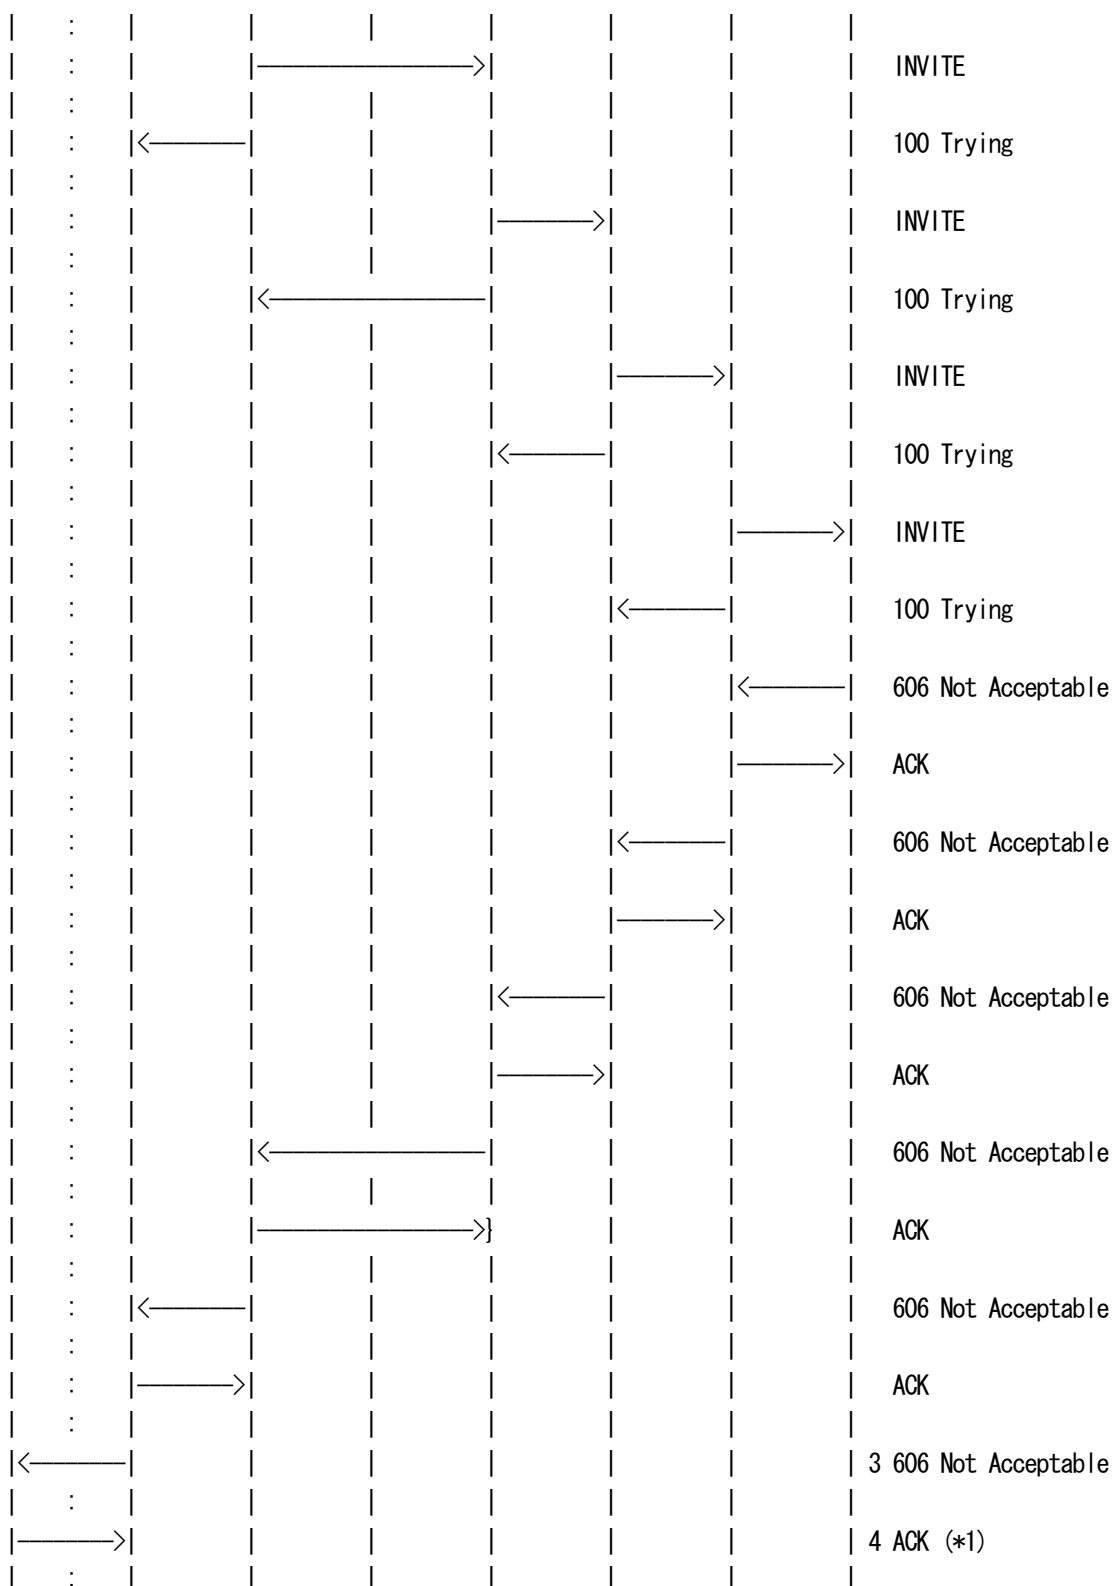 INVITE
100 Trying
INVITE
100 Trying
INVITE
100 Trying
INVITE
100 Trying
606 Not Acceptable
ACK
606 Not Acceptable
ACK
606 Not Acceptable
ACK
606 Not Acceptable
ACK
606 Not Acceptable
ACK
3 606 Not Acceptable
4 ACK (*1)